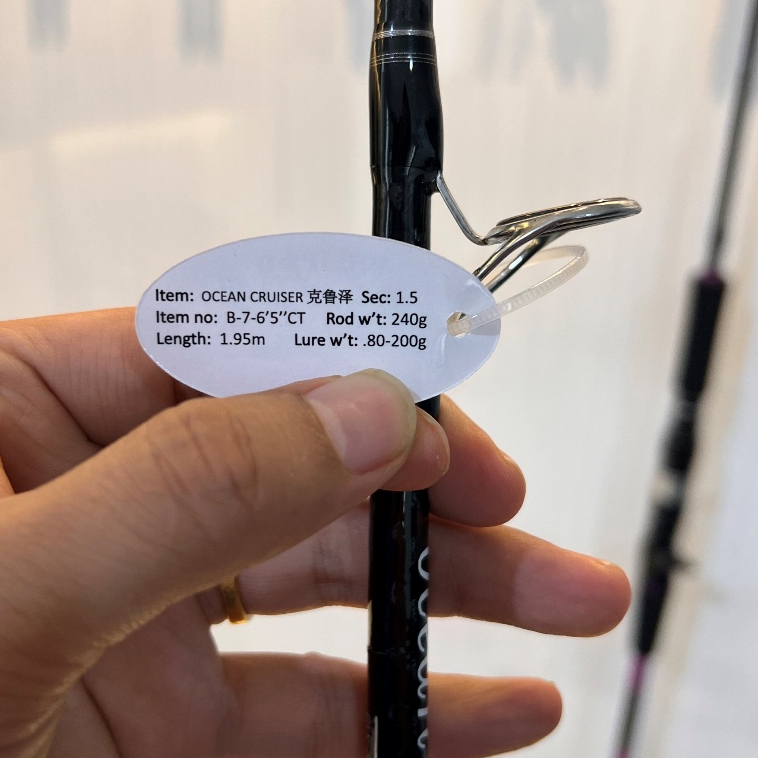 Item: OCEAN CRUISER 克鲁泽 Sec: 1.5
Item no: B-7-6'5''CT Rod w't: 240g
Length: 1.95m Lure w't: .80-200g